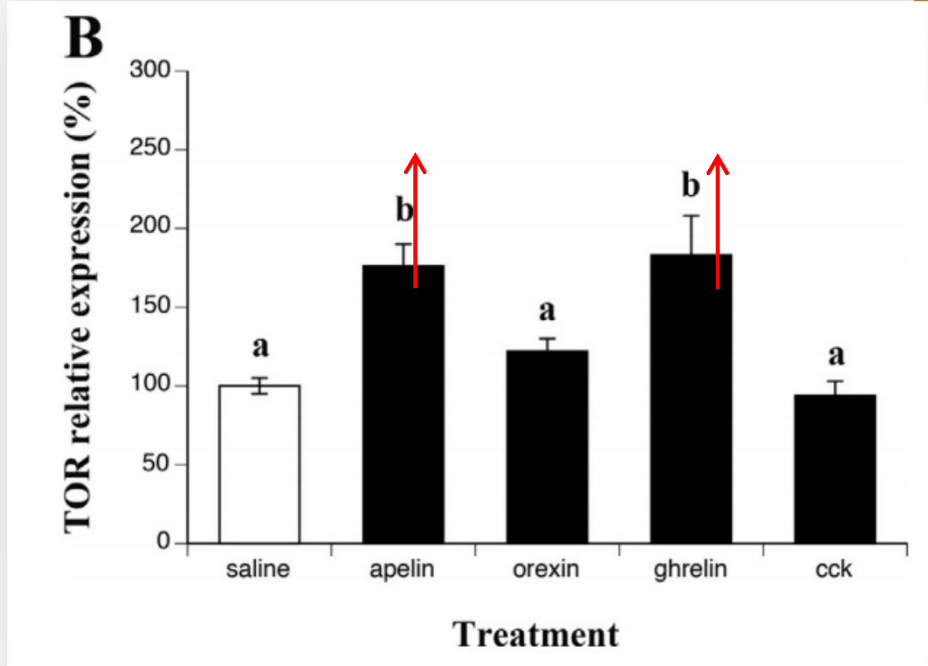 B
TOR relative expression (%)
300
250
200
150
100
50
0
a
b
a
b
a
saline apelin orexin ghrelin cck
Treatment